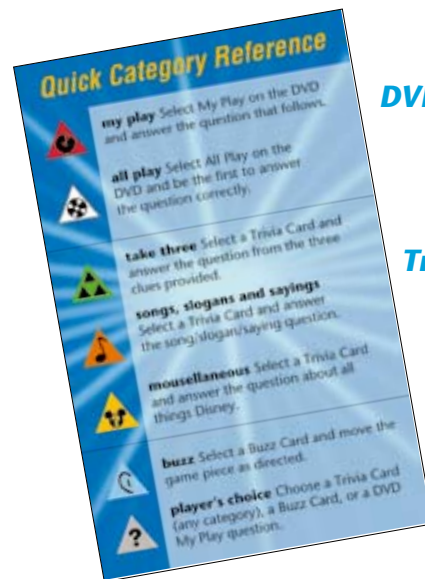 Quick Category Reference
my play Select My Play on the DVD
and answer the question that follows.
all play Select All Play on the
DVD and be the first to answer
the question correctly.
take three Select a Trivia Card and
answer the question from the three
clues provided.
songs, slogans and sayings
Select a Trivia Card and answer
the song/slogan/saying question.
mousellaneous Select a Trivia Card
and answer the question about all
things Disney.
buzz Select a Buzz Card and move the
game piece as directed.
player's choice Choose a Trivia Card
(any category), a Buzz Card, or a DVD
My Play question.
?